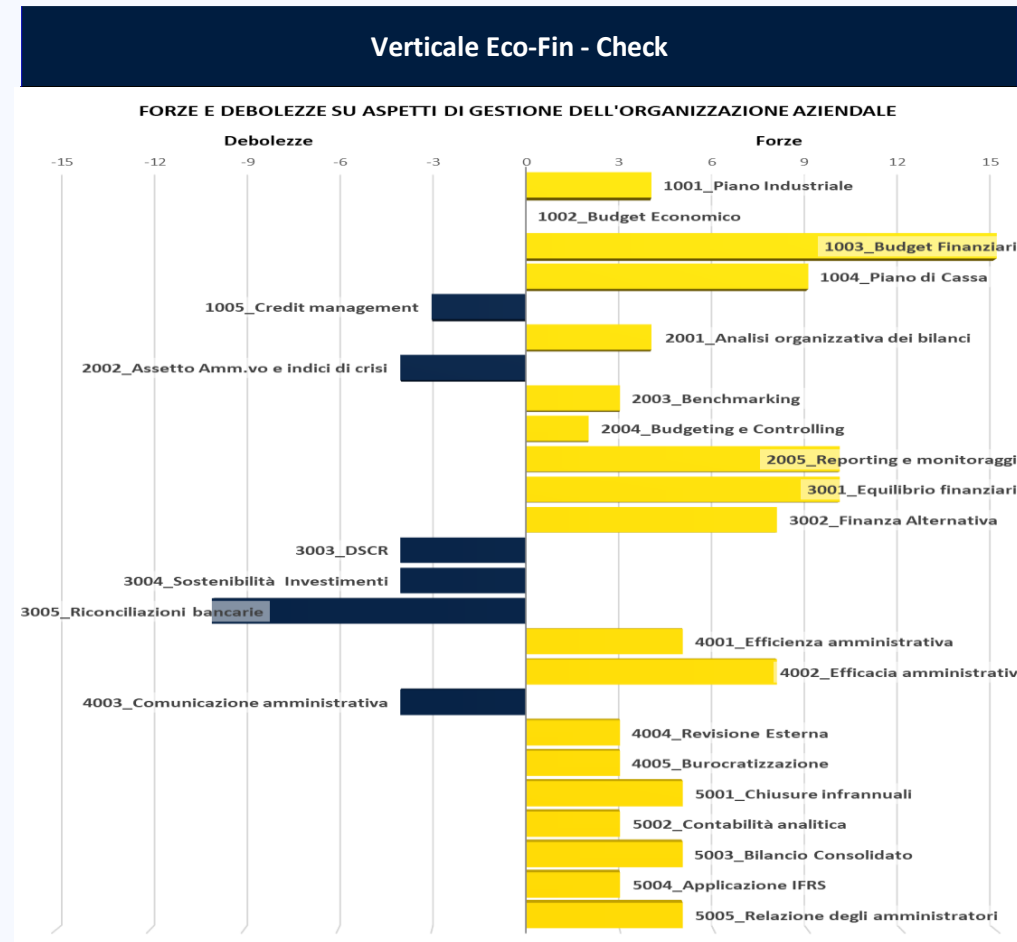 Verticale Eco-Fin - Check
FORZE E DEBOLEZZE SU ASPETTI DI GESTIONE DELL'ORGANIZZAZIONE AZIENDALE
Debolezze Forze
-15 -12 -9 -6 -3 0 3 6 9 12 15
1001_Piano Industriale
1002_Budget Economico
1003_Budget Finanziari
1004_Piano di Cassa
1005_Credit management
2001_Analisi organizzativa dei bilanci
2002_Assetto Amm.vo e indici di crisi
2003_Benchmarking
2004_Budgeting e Controlling
2005_Reporting e monitoraggi
3001_Equilibrio finanziari
3002_Finanza Alternativa
3003_DSCR
3004_Sostenibilità Investimenti
3005_Riconciliazioni bancarie
4001_Efficienza amministrativa
4002_Efficacia amministrativ
4003_Comunicazione amministrativa
4004_Revisione Esterna
4005_Burocratizzazione
5001_Chiusure infrannuali
5002_Contabilità analitica
5003_Bilancio Consolidato
5004_Applicazione IFRS
5005_Relazione degli amministratori